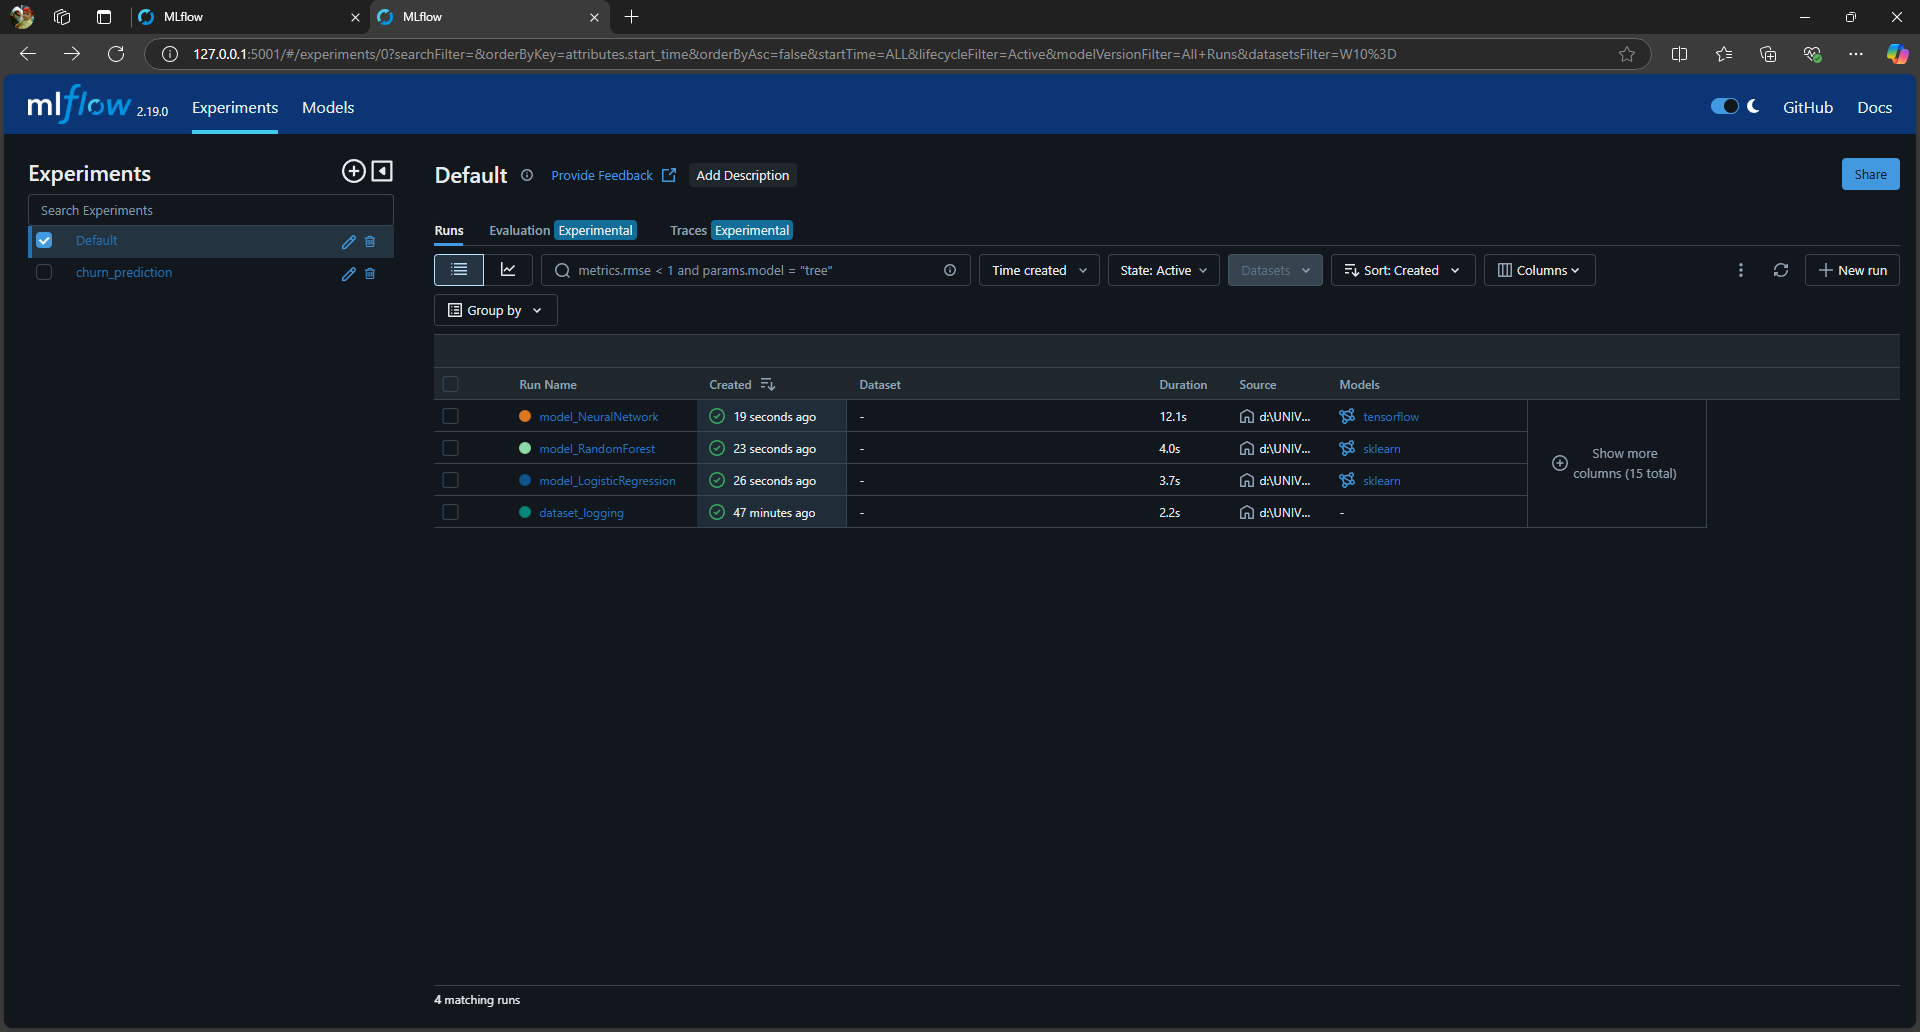 MLflow
MLflow
127.0.0.1:5001/#/experiments/0?searchFilter=&orderByKey=attributes.start_time&orderByAsc=false&startTime=ALL&lifecycleFilter=Active&modelVersionFilter=All+Runs&datasetsFilter=W10%3D
mlflow 2.19.0 Experiments Models GitHub Docs
Experiments
Search Experiments
Default
churn_prediction
Default Provide Feedback Add Description Share
Runs Evaluation Experimental Traces Experimental
metrics.rmse < 1 and params.model = "tree" Time created State: Active Datasets Sort: Created Columns New run
Group by
Run Name Created Dataset Duration Source Models
model_NeuralNetwork 19 seconds ago - 12.1s d:\UNIV... tensorflow
model_RandomForest 23 seconds ago - 4.0s d:\UNIV... sklearn
model_LogisticRegression 26 seconds ago - 3.7s d:\UNIV... sklearn
dataset_logging 47 minutes ago - 2.2s d:\UNIV... -
Show more
columns (15 total)
4 matching runs